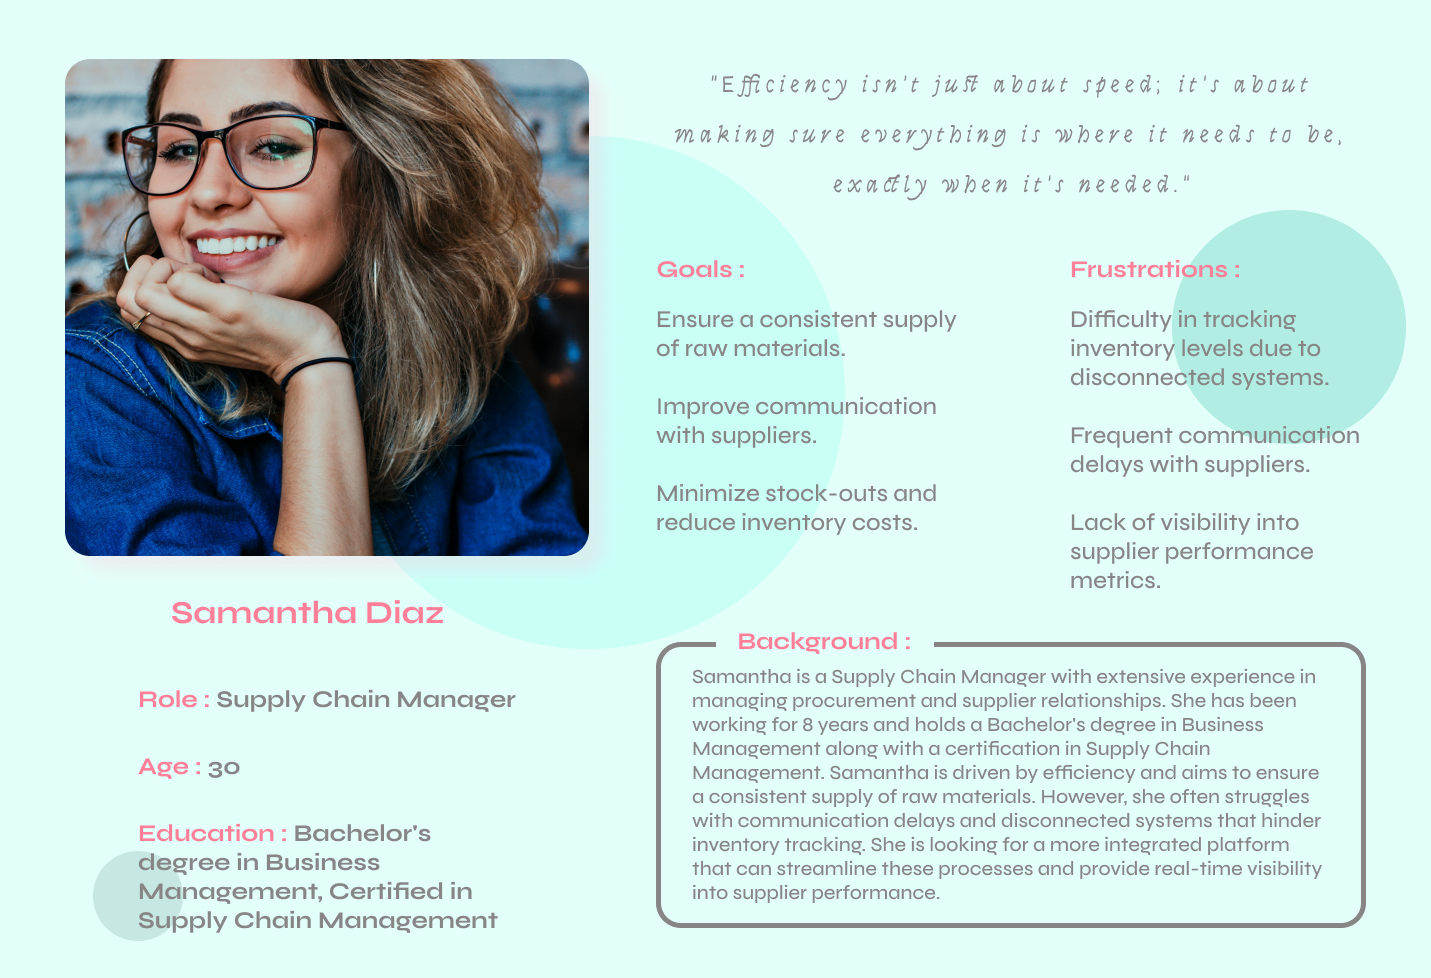 "Efficiency isn't just about speed; it's about
making sure everything is where it needs to be,
exactly when it's needed."
Goals :
Ensure a consistent supply
of raw materials.
Improve communication
with suppliers.
Minimize stock-outs and
reduce inventory costs.
Frustrations :
Difficulty in tracking
inventory levels due to
disconnected systems.
Frequent communication
delays with suppliers.
Lack of visibility into
supplier performance
metrics.
Samantha Diaz
Role : Supply Chain Manager
Age : 30
Education : Bachelor's
degree in Business
Management, Certified in
Supply Chain Management
Background :
Samantha is a Supply Chain Manager with extensive experience in
managing procurement and supplier relationships. She has been
working for 8 years and holds a Bachelor's degree in Business
Management along with a certification in Supply Chain
Management. Samantha is driven by efficiency and aims to ensure
a consistent supply of raw materials. However, she often struggles
with communication delays and disconnected systems that hinder
inventory tracking. She is looking for a more integrated platform
that can streamline these processes and provide real-time visibility
into supplier performance.